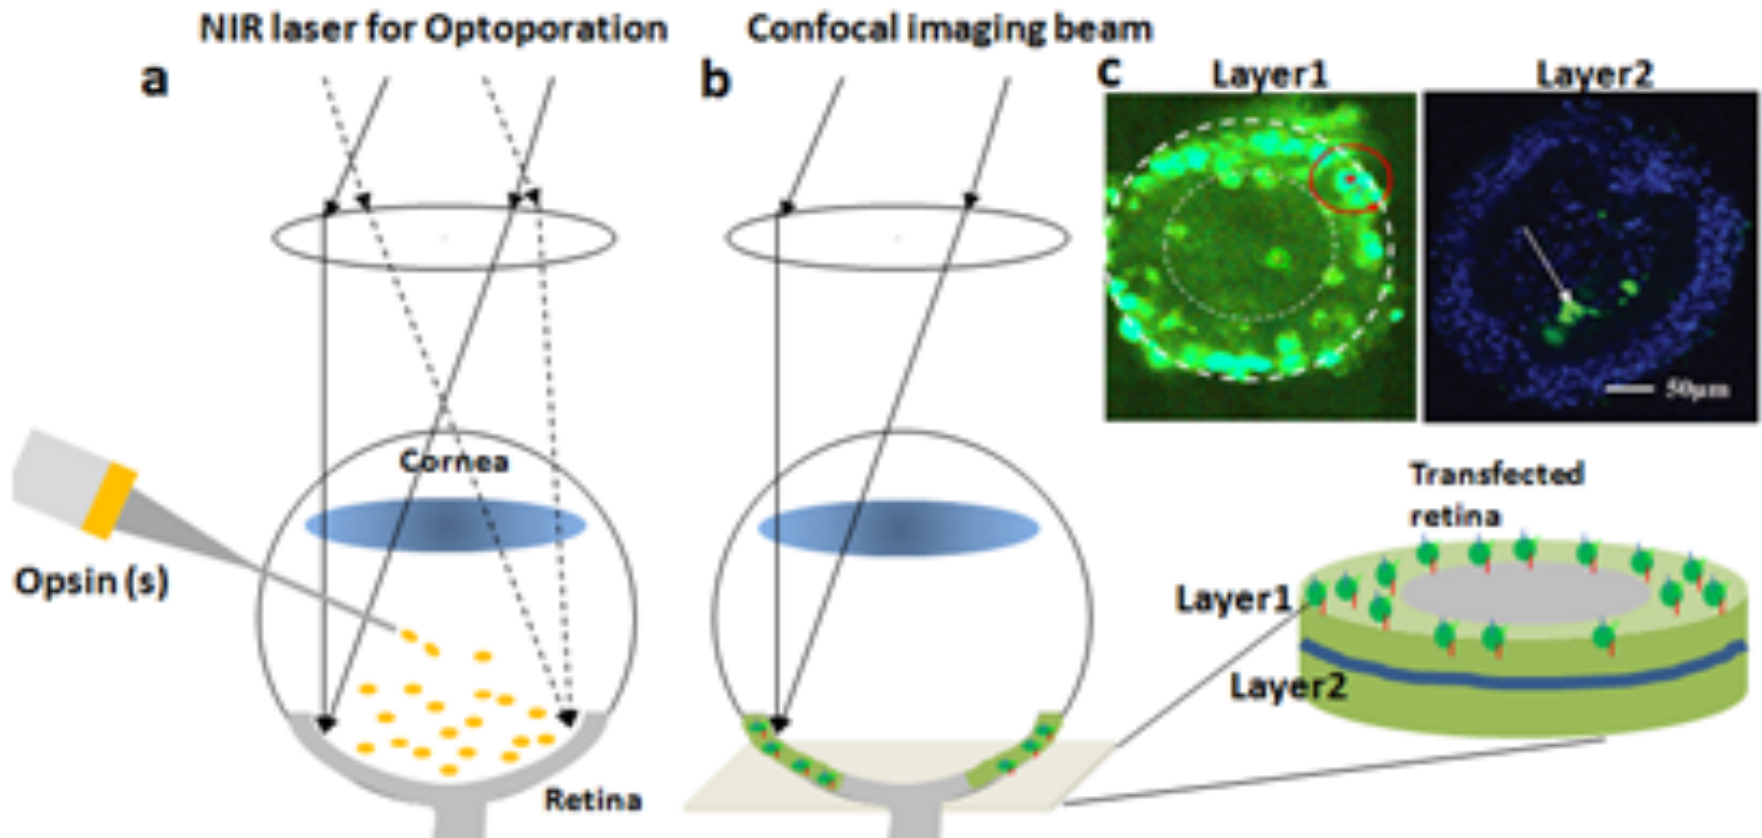 NIR laser for Optoporation
Confocal imaging beam
a
b
c
Layer1
Layer2
50μm
Cornea
Opsin (s)
Retina
Transfected
retina
Layer1
Layer2